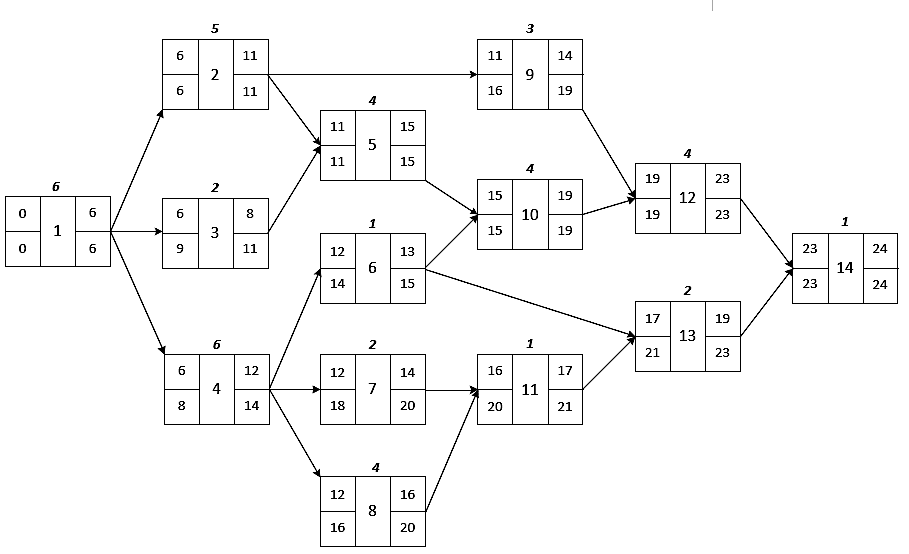 5
6 2 11
6 11
3
11 9 14
16 19
4
11 5 15
11 15
6
0 1 6
0 6
2
6 3 8
9 11
4
15 10 19
15 19
4
19 12 23
19 23
1
12 6 13
14 15
1
23 14 24
23 24
6
6 4 12
8 14
2
12 7 14
18 20
1
16 11 17
20 21
2
17 13 19
21 23
4
12 8 16
16 20